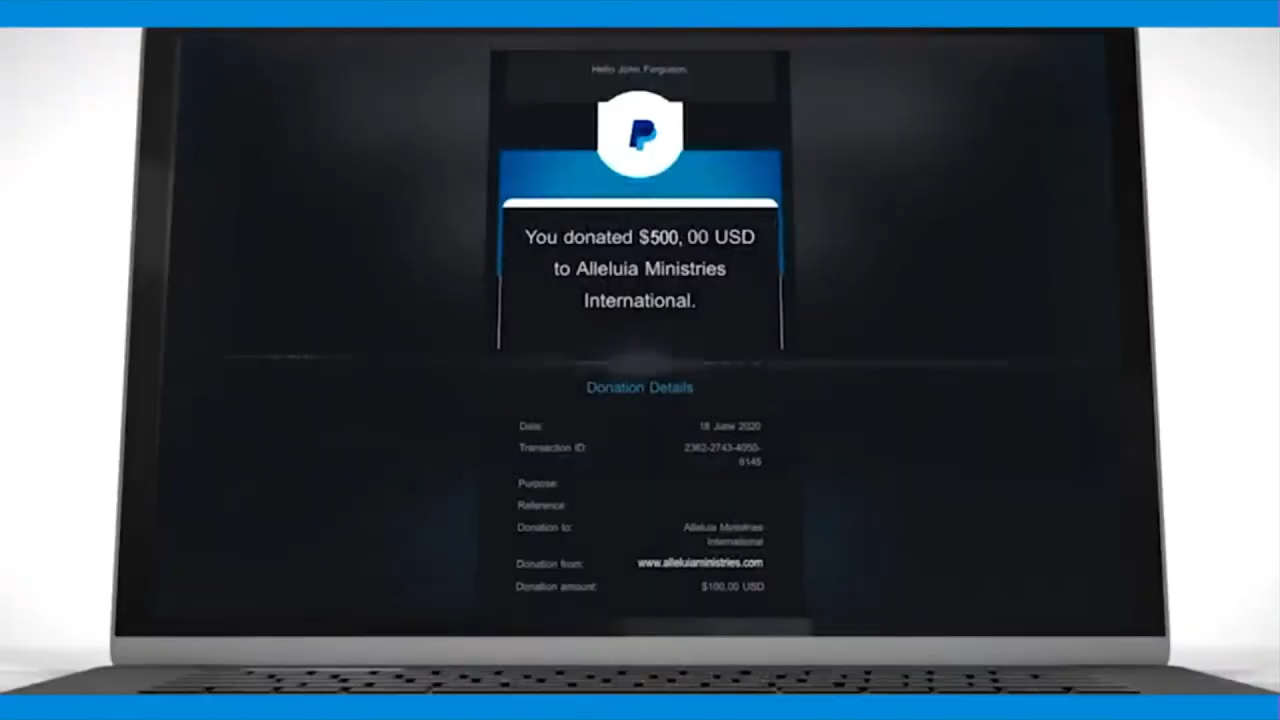 Hello John Ferguson,
You donated $500, 00 USD
to Alleluia Ministries
International.
Donation Details
Date:
18 June 2020
Transaction ID:
2362-2743-4050-
6145
Purpose:
Reference:
Donation to:
Alleluia Ministries
International
Donation from:
www.alleluiaministries.com
Donation amount:
$100,00 USD